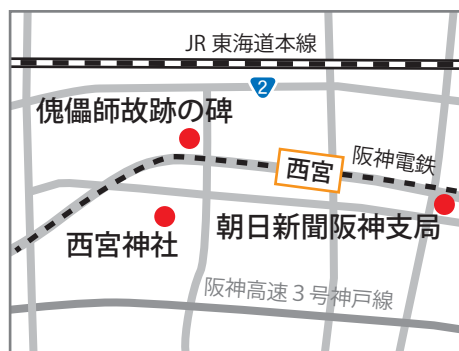 JR 東海道本線
2
傀儡師故跡の碑
阪神電鉄
西宮
朝日新聞阪神支局
西宮神社
阪神高速 3 号神戸線